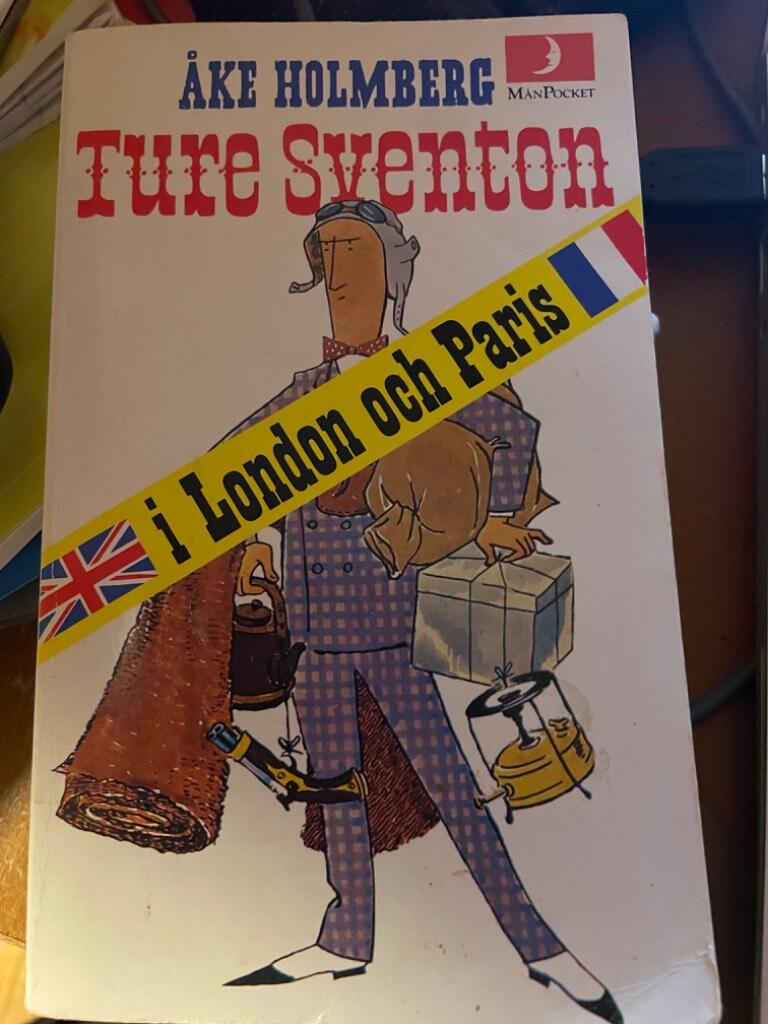 ÅKE HOLMBERG
MÅNPOCKET
Ture Sventon
i London och Paris